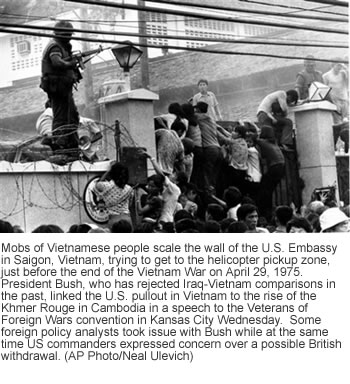 Mobs of Vietnamese people scale the wall of the U.S. Embassy
in Saigon, Vietnam, trying to get to the helicopter pickup zone,
just before the end of the Vietnam War on April 29, 1975.
President Bush, who has rejected Iraq-Vietnam comparisons in
the past, linked the U.S. pullout in Vietnam to the rise of the
Khmer Rouge in Cambodia in a speech to the Veterans of
Foreign Wars convention in Kansas City Wednesday.  Some
foreign policy analysts took issue with Bush while at the same
time US commanders expressed concern over a possible British
withdrawal. (AP Photo/Neal Ulevich)